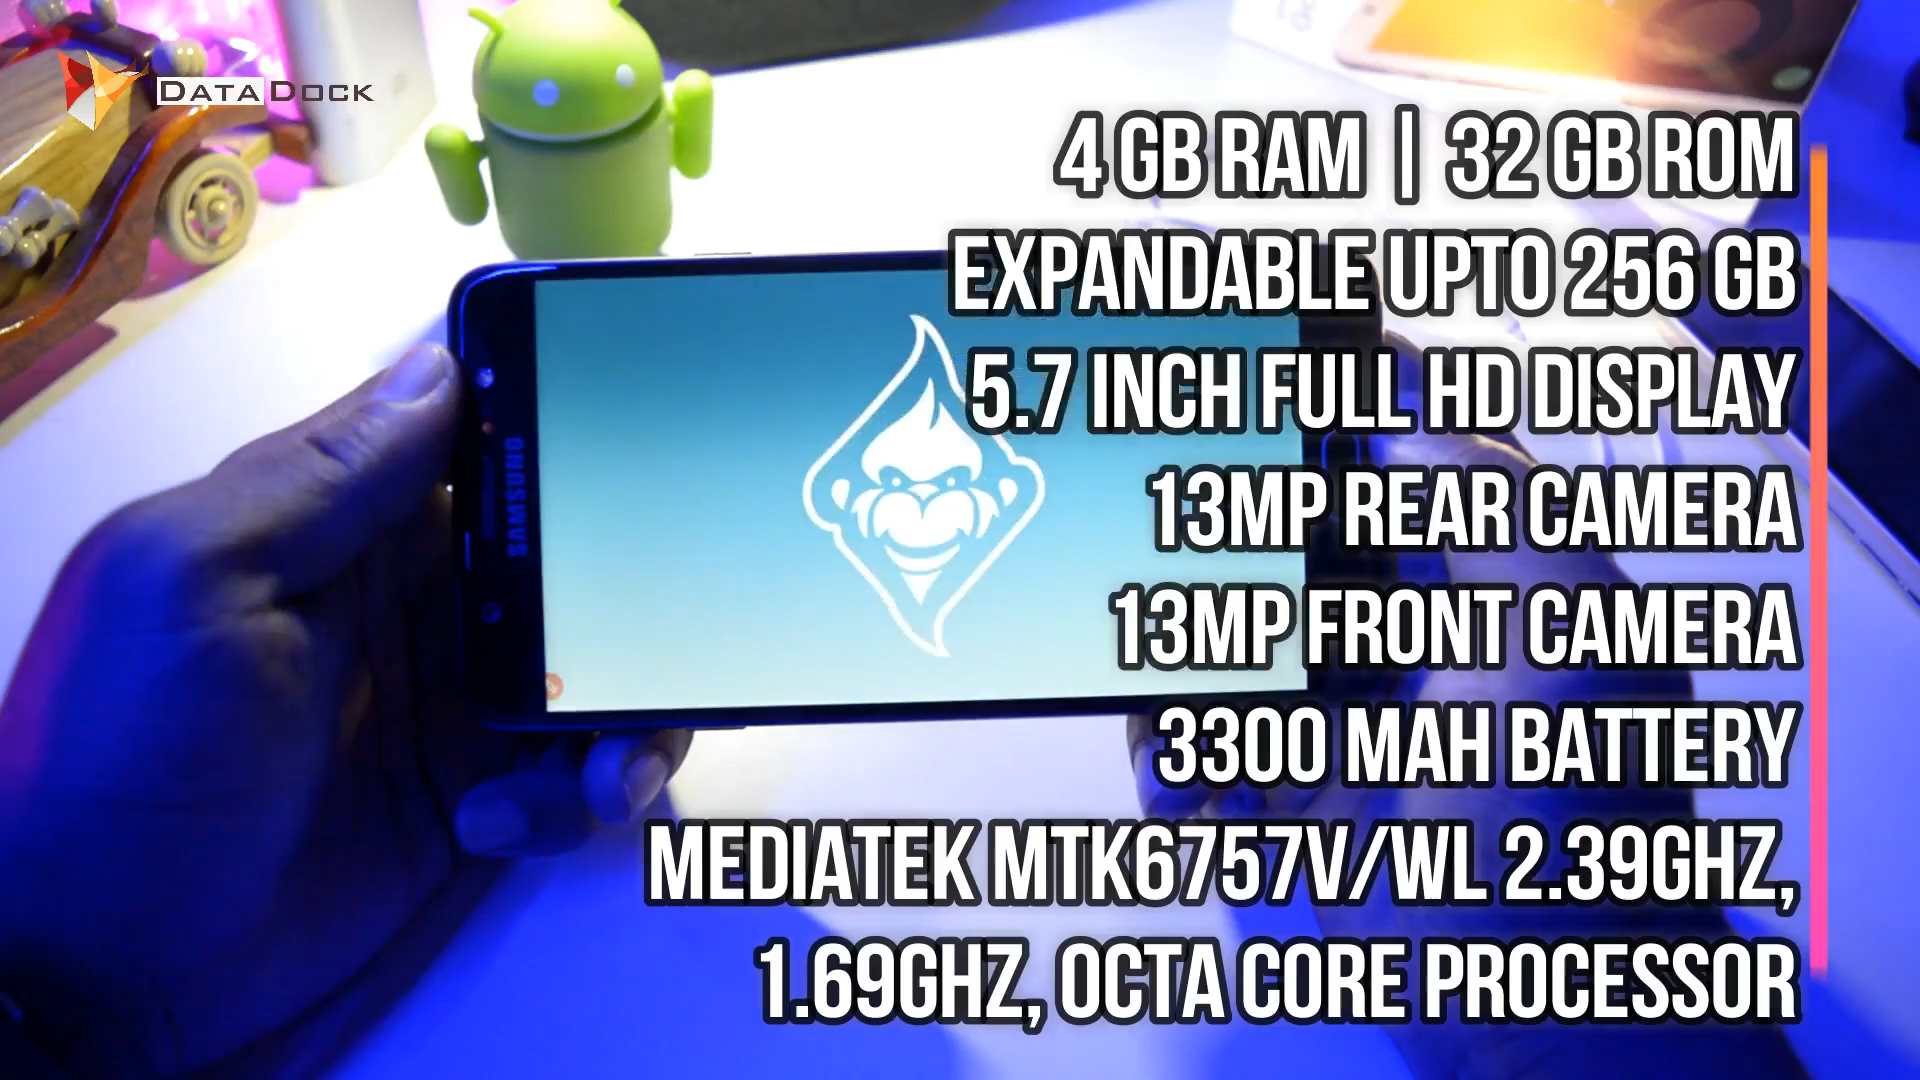 DATA DOCK
4 GB RAM | 32 GB ROM
EXPANDABLE UPTO 256 GB
5.7 INCH FULL HD DISPLAY
13MP REAR CAMERA
13MP FRONT CAMERA
3300 MAH BATTERY
MEDIATEK MTK6757V/WL 2.39GHZ,
1.69GHZ, OCTA CORE PROCESSOR
SAMSUNG